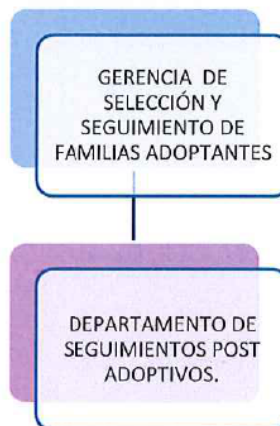 GERENCIA DE
SELECCIÓN Y
SEGUIMIENTO DE
FAMILIAS ADOPTANTES
DEPARTAMENTO DE
SEGUIMIENTOS POST
ADOPTIVOS.